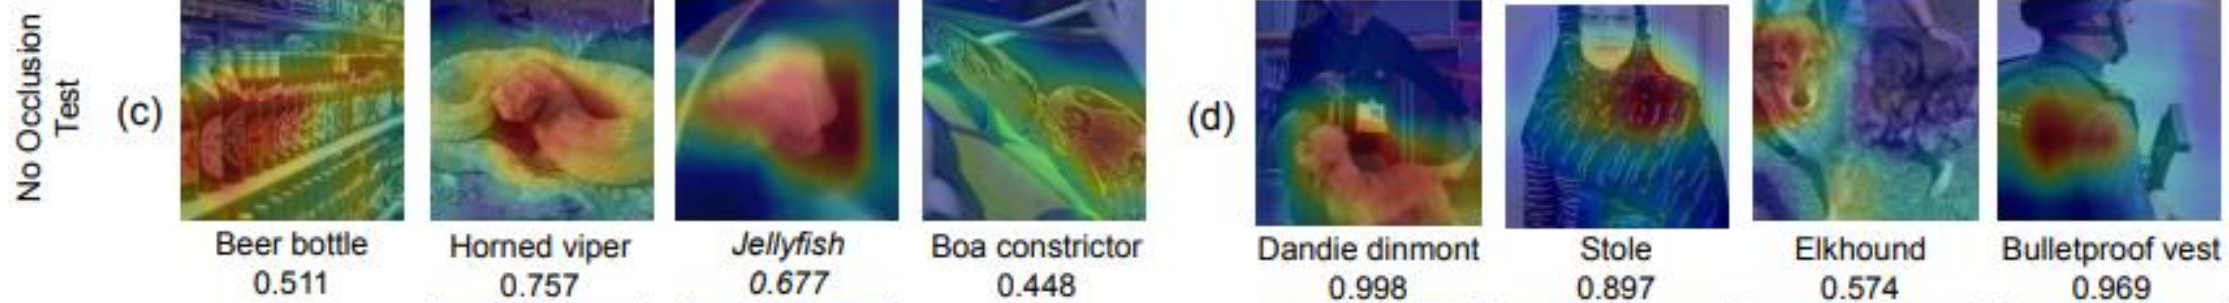 No Occlusion
Test
(c)
Beer bottle
0.511
Horned viper
0.757
Jellyfish
0.677
Boa constrictor
0.448
(d)
Dandie dinmont
0.998
Stole
0.897
Elkhound
0.574
Bulletproof vest
0.969